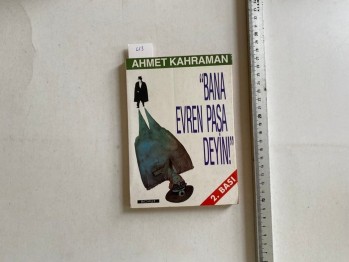 AHMET KAHRAMAN
"BANA
EVREN PAŞA
DEYİN!"
2. BASI